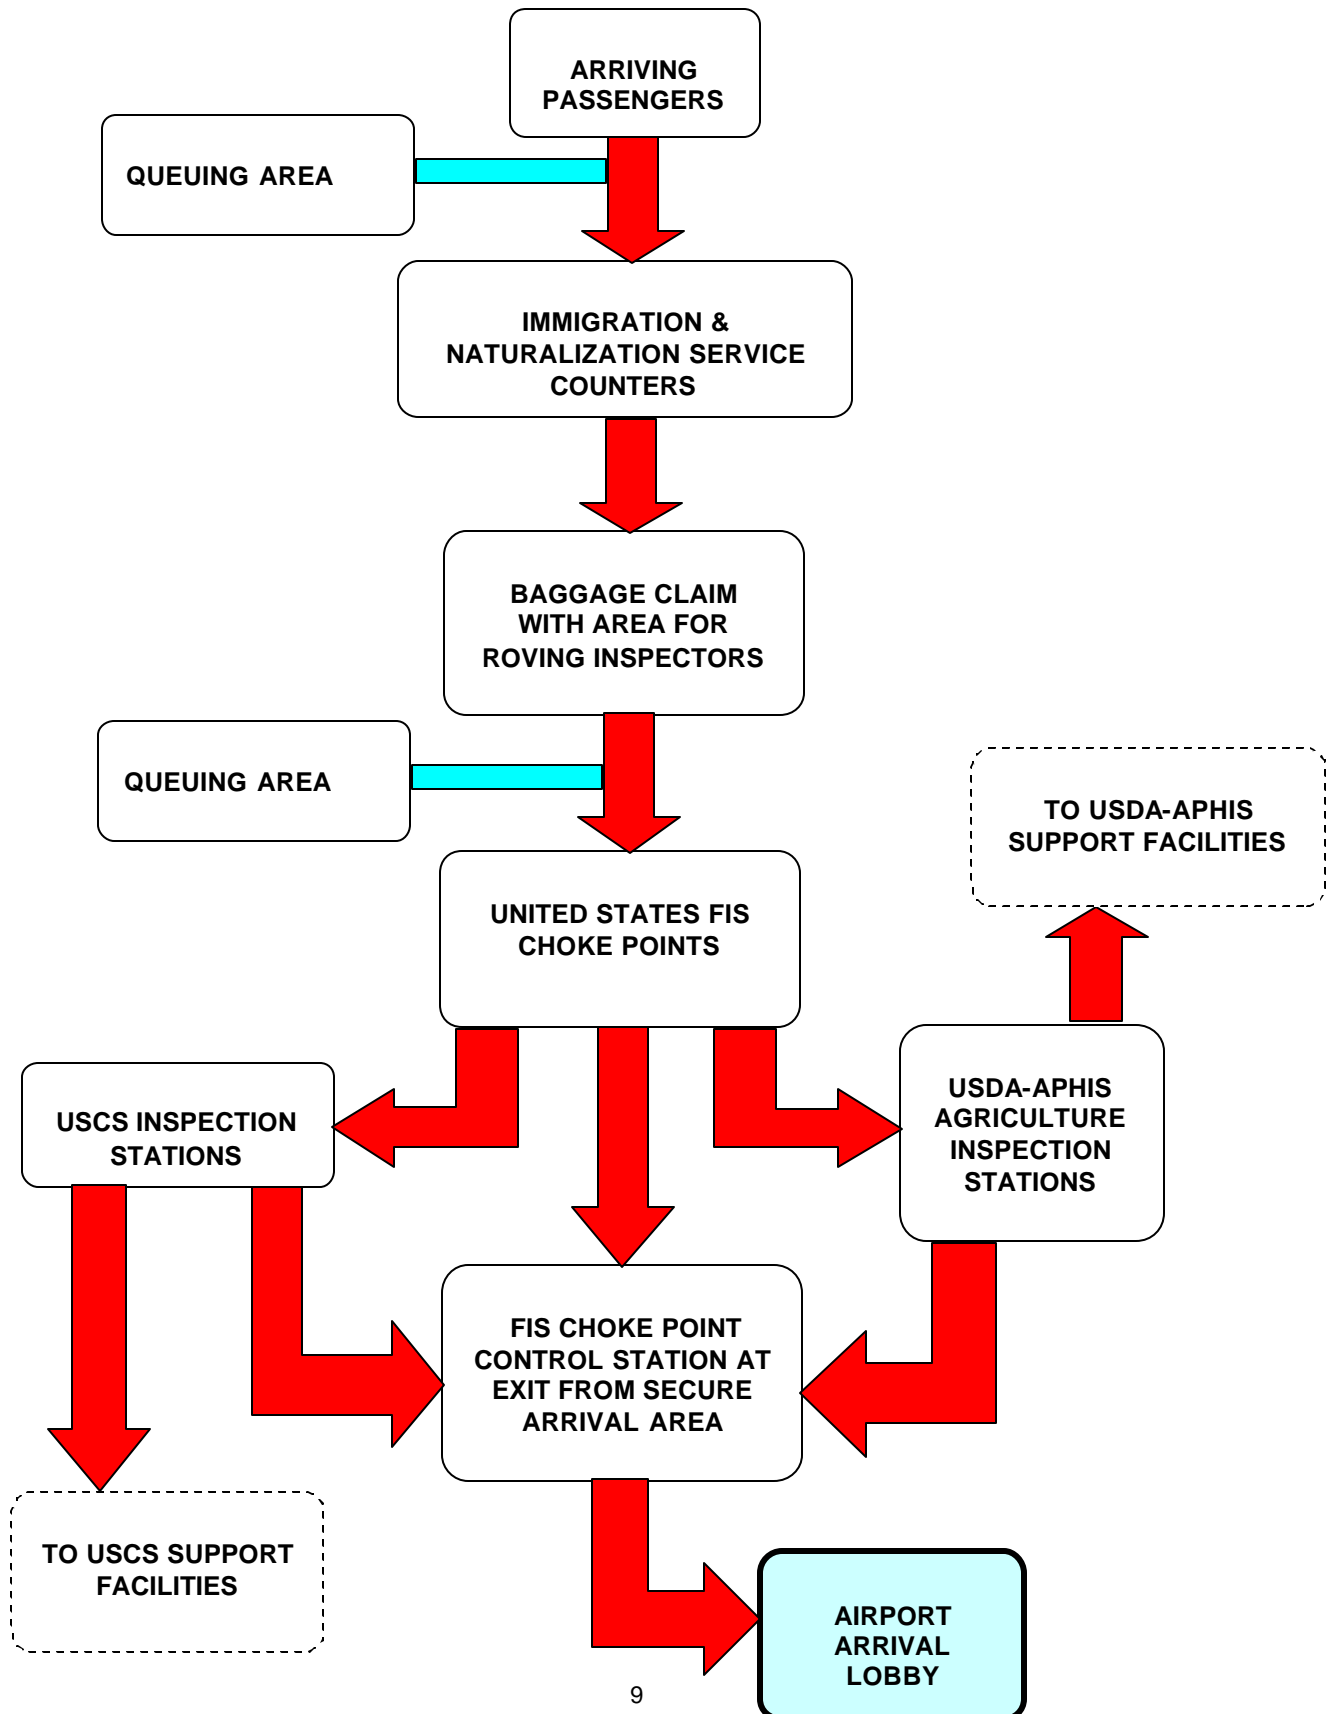 ARRIVING
PASSENGERS
QUEUING AREA
IMMIGRATION &
NATURALIZATION SERVICE
COUNTERS
BAGGAGE CLAIM
WITH AREA FOR
ROVING INSPECTORS
QUEUING AREA
TO USDA-APHIS
SUPPORT FACILITIES
UNITED STATES FIS
CHOKE POINTS
USCS INSPECTION
STATIONS
USDA-APHIS
AGRICULTURE
INSPECTION
STATIONS
FIS CHOKE POINT
CONTROL STATION AT
EXIT FROM SECURE
ARRIVAL AREA
TO USCS SUPPORT
FACILITIES
AIRPORT
ARRIVAL
LOBBY
9